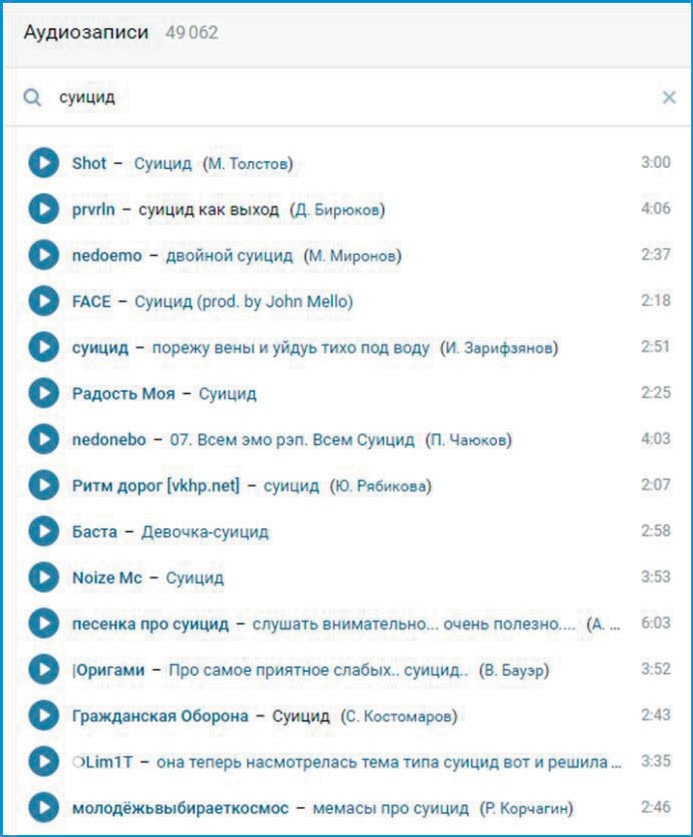 Аудиозаписи 49 062
суицид
Shot – Суицид (М. Толстов) 3:00
prvrln – суицид как выход (Д. Бирюков) 4:06
nedoemo – двойной суицид (М. Миронов) 2:37
FACE – Суицид (prod. by John Mello) 2:18
суицид – порежу вены и уйдуь тихо под воду (И. Зарифзянов) 2:51
Радость Моя – Суицид 2:25
nedonebo – 07. Всем эмо рэп. Всем Суицид (П. Чаюков) 4:03
Ритм дорог [vkhp.net] – суицид (Ю. Рябикова) 2:07
Баста – Девочка-суицид 2:58
Noize Mc – Суицид 3:53
песенка про суицид – слушать внимательно... очень полезно.... (А. ... 6:03
|Оригами – Про самое приятное слабых.. суицид.. (В. Бауэр) 3:52
Гражданская Оборона – Суицид (С. Костомаров) 2:43
❍Lim1T – она теперь насмотрелась тема типа суицид вот и решила ... 3:35
молодёжьвыбираеткосмос – мемасы про суицид (Р. Корчагин) 2:46